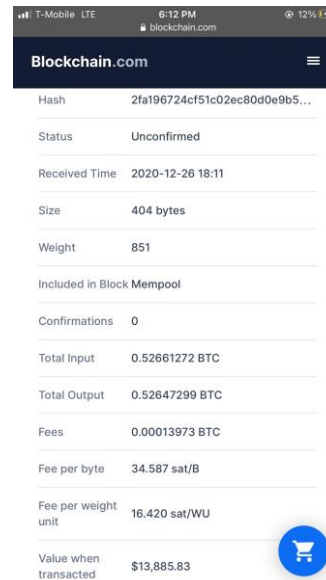 T-Mobile LTE 6:12 PM 12%
blockchain.com
Blockchain.com
Hash 2fa196724cf51c02ec80d0e9b5...
Status Unconfirmed
Received Time 2020-12-26 18:11
Size 404 bytes
Weight 851
Included in Block Mempool
Confirmations 0
Total Input 0.52661272 BTC
Total Output 0.52647299 BTC
Fees 0.00013973 BTC
Fee per byte 34.587 sat/B
Fee per weight
unit 16.420 sat/WU
Value when
transacted $13,885.83